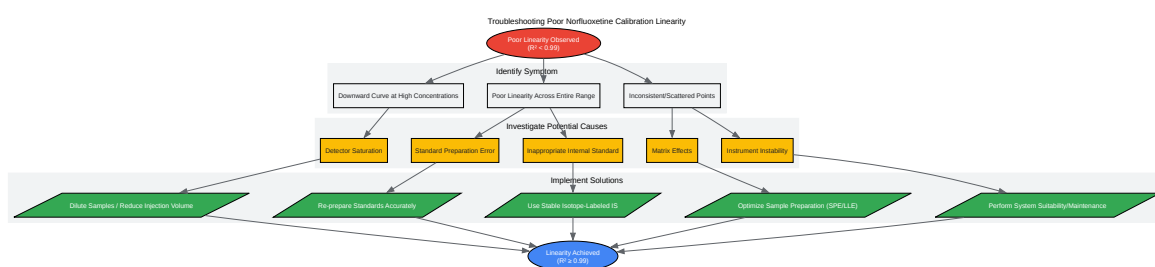 Troubleshooting Poor Norfluoxetine Calibration Linearity
Poor Linearity Observed
(R² < 0.99)
Identify Symptom
Downward Curve at High Concentrations
Poor Linearity Across Entire Range
Inconsistent/Scattered Points
Investigate Potential Causes
Detector Saturation
Standard Preparation Error
Inappropriate Internal Standard
Matrix Effects
Instrument Instability
Implement Solutions
Dilute Samples / Reduce Injection Volume
Re-prepare Standards Accurately
Use Stable Isotope-Labeled IS
Optimize Sample Preparation (SPE/LLE)
Perform System Suitability/Maintenance
Linearity Achieved
(R² ≥ 0.99)